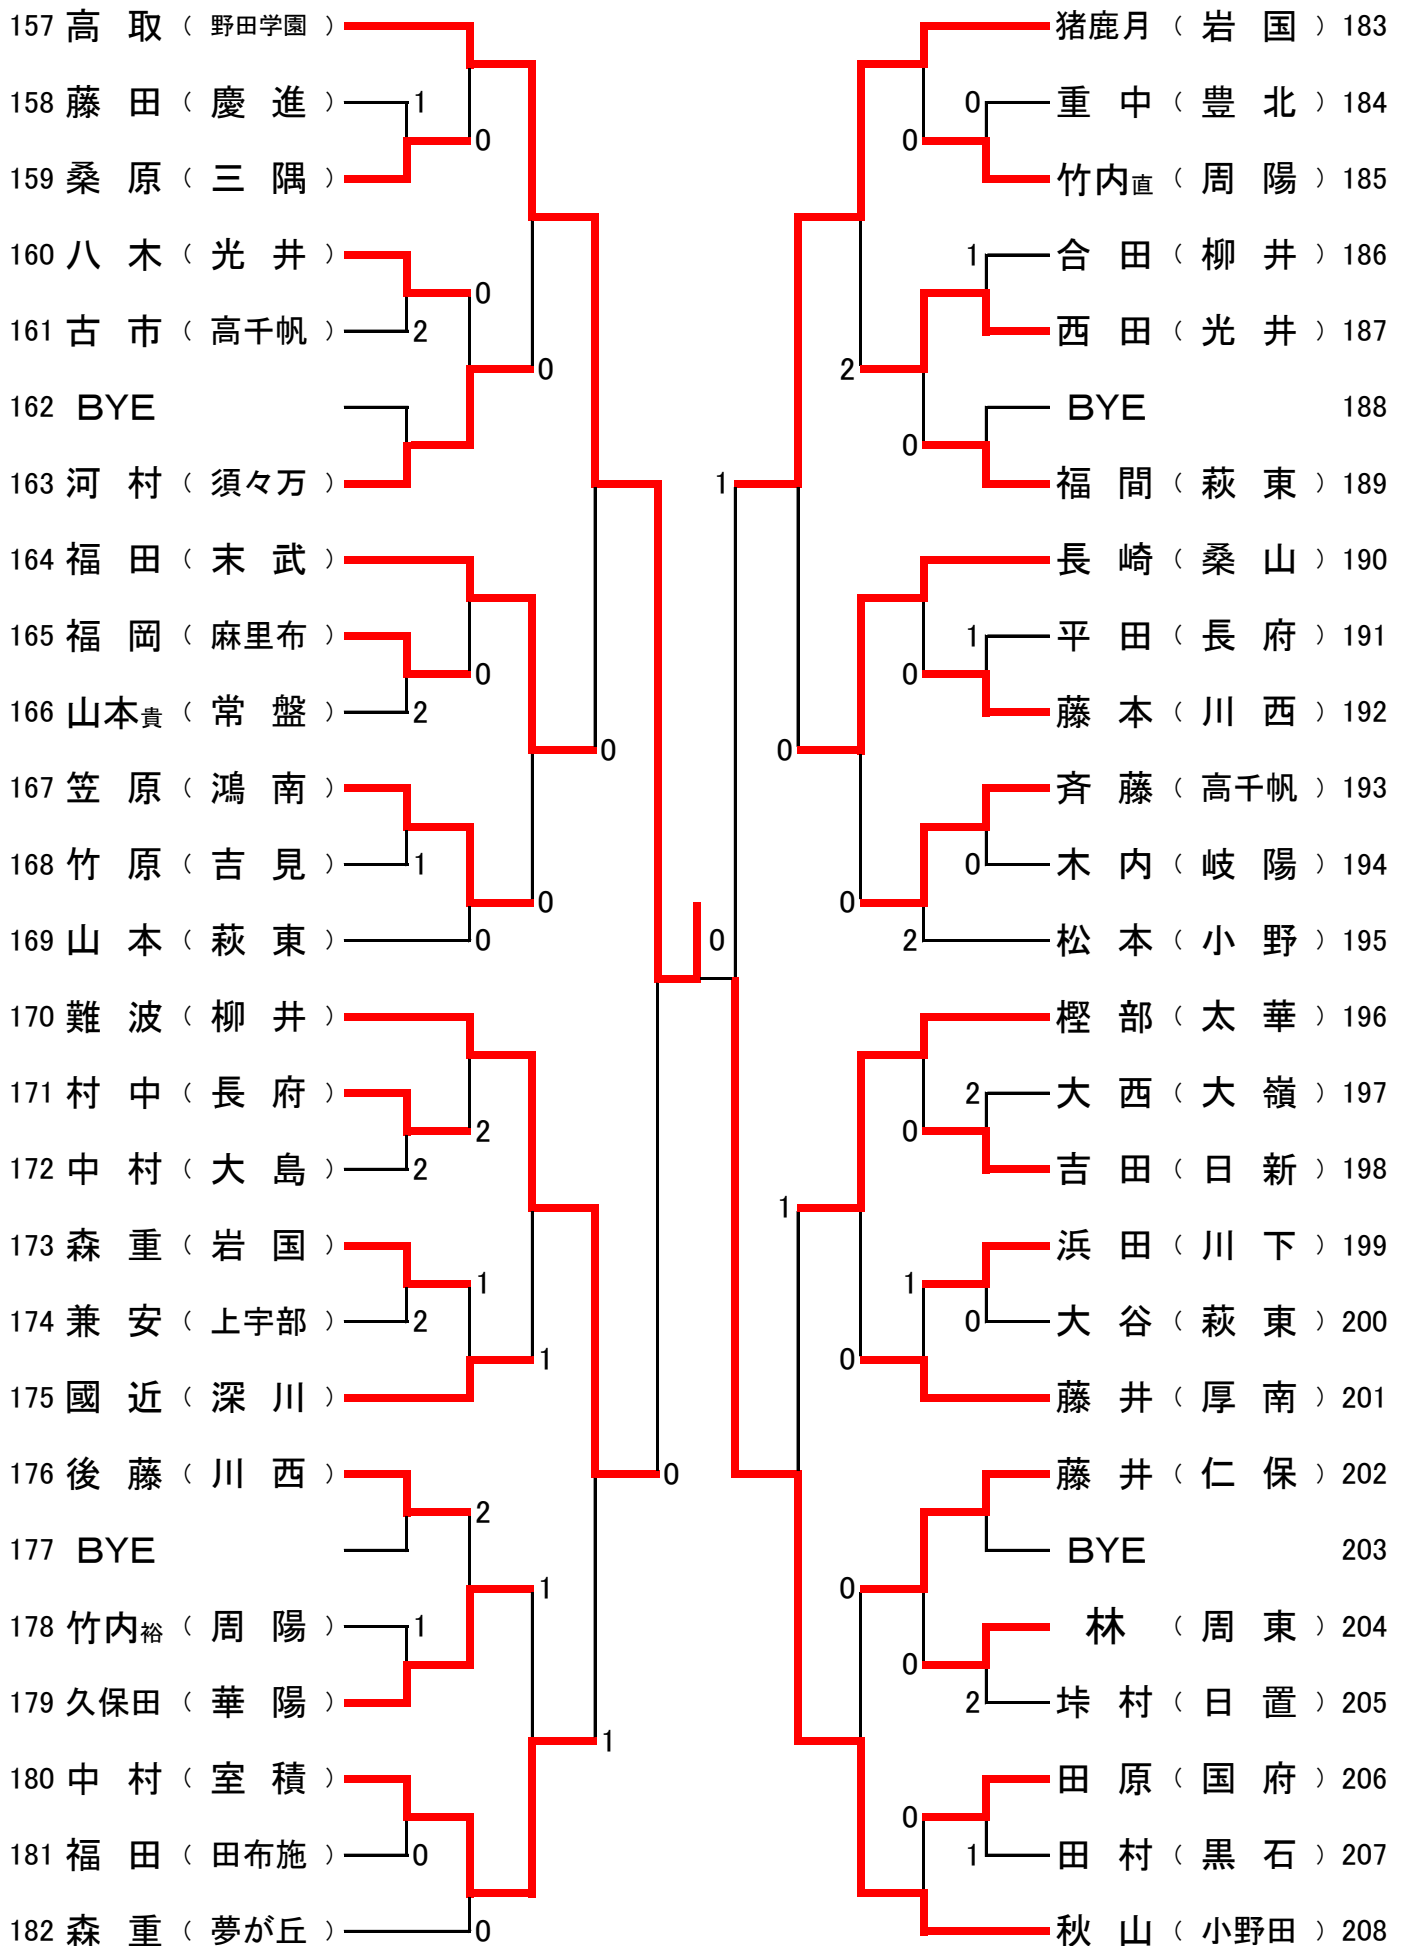 157 高 取 ( 野田学園 ) 猪鹿月 ( 岩 国 ) 183
158 藤 田 ( 慶 進 ) 1 0 重 中 ( 豊 北 ) 184
0 0
159 桑 原 ( 三 隅 ) 竹内直 ( 周 陽 ) 185
160 八 木 ( 光 井 ) 1 合 田 ( 柳 井 ) 186
0
161 古 市 ( 高千帆 ) 2 西 田 ( 光 井 ) 187
0 2
162 BYE BYE 188
0
163 河 村 ( 須々万 ) 1 福 間 ( 萩 東 ) 189
164 福 田 ( 末 武 ) 長 崎 ( 桑 山 ) 190
165 福 岡 ( 麻里布 ) 1 平 田 ( 長 府 ) 191
0 0
166 山本貴 ( 常 盤 ) 2 藤 本 ( 川 西 ) 192
0 0
167 笠 原 ( 鴻 南 ) 斉 藤 ( 高千帆 ) 193
168 竹 原 ( 吉 見 ) 1 0 木 内 ( 岐 陽 ) 194
0 0
169 山 本 ( 萩 東 ) 0 0 2 松 本 ( 小 野 ) 195
170 難 波 ( 柳 井 ) 樫 部 ( 太 華 ) 196
171 村 中 ( 長 府 ) 2 大 西 ( 大 嶺 ) 197
2 0
172 中 村 ( 大 島 ) 2 吉 田 ( 日 新 ) 198
1
173 森 重 ( 岩 国 ) 浜 田 ( 川 下 ) 199
1 1
174 兼 安 ( 上宇部 ) 2 0 大 谷 ( 萩 東 ) 200
1 0
175 國 近 ( 深 川 ) 藤 井 ( 厚 南 ) 201
176 後 藤 ( 川 西 ) 0 藤 井 ( 仁 保 ) 202
2
177 BYE BYE 203
1 0
178 竹内裕 ( 周 陽 ) 1 林 ( 周 東 ) 204
0
179 久保田 ( 華 陽 ) 2 垰 村 ( 日 置 ) 205
1
180 中 村 ( 室 積 ) 田 原 ( 国 府 ) 206
0
181 福 田 ( 田布施 ) 0 1 田 村 ( 黒 石 ) 207
182 森 重 ( 夢が丘 ) 0 秋 山 ( 小野田 ) 208